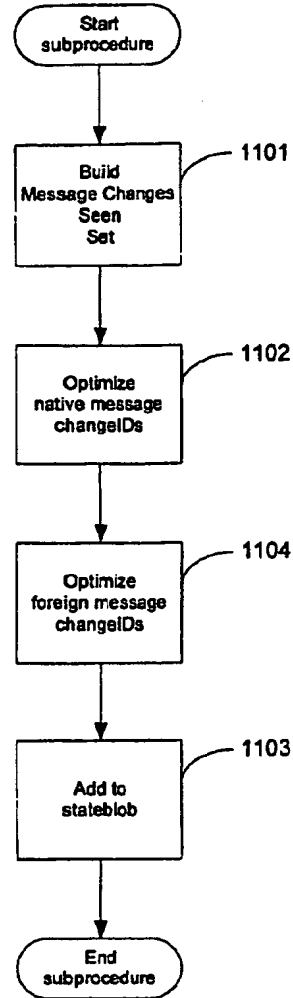 Start
subprocedure
1101
Build
Message Changes
Seen
Set
1102
Optimize
native message
changeIDs
1104
Optimize
foreign message
changeIDs
1103
Add to
stateblob
End
subprocedure